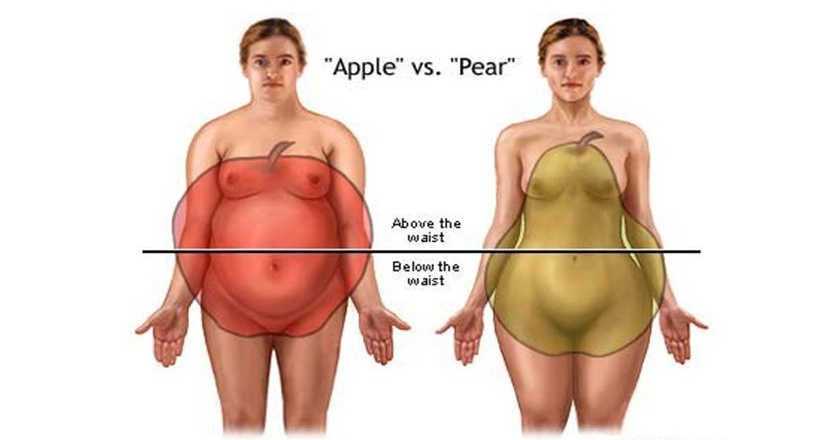 "Apple" vs. "Pear"
Above the
waist
Below the
waist